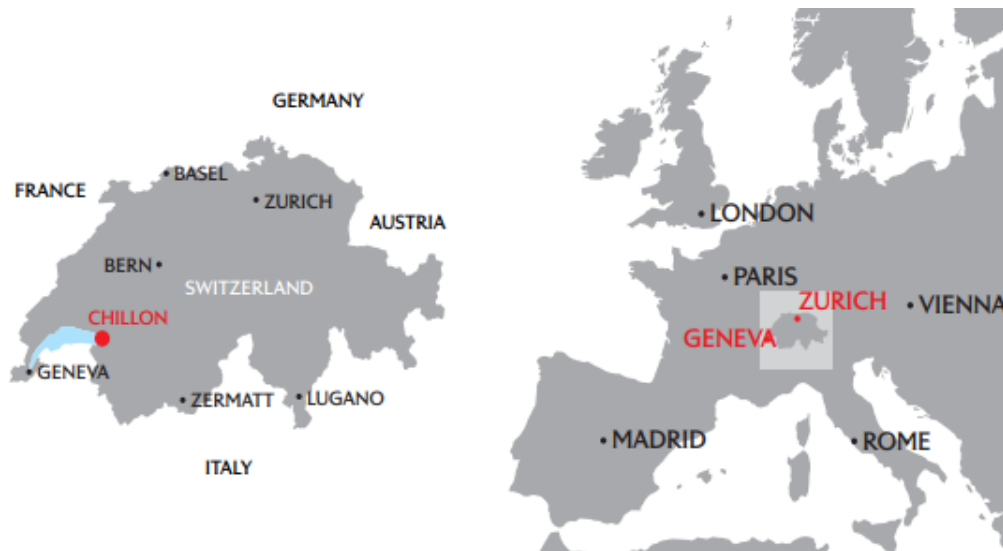 GERMANY
BASEL
FRANCE
ZURICH
AUSTRIA
BERN
SWITZERLAND
CHILLON
GENEVA
ZERMATT
LUGANO
ITALY
LONDON
PARIS
ZURICH
VIENNA
GENEVA
MADRID
ROME